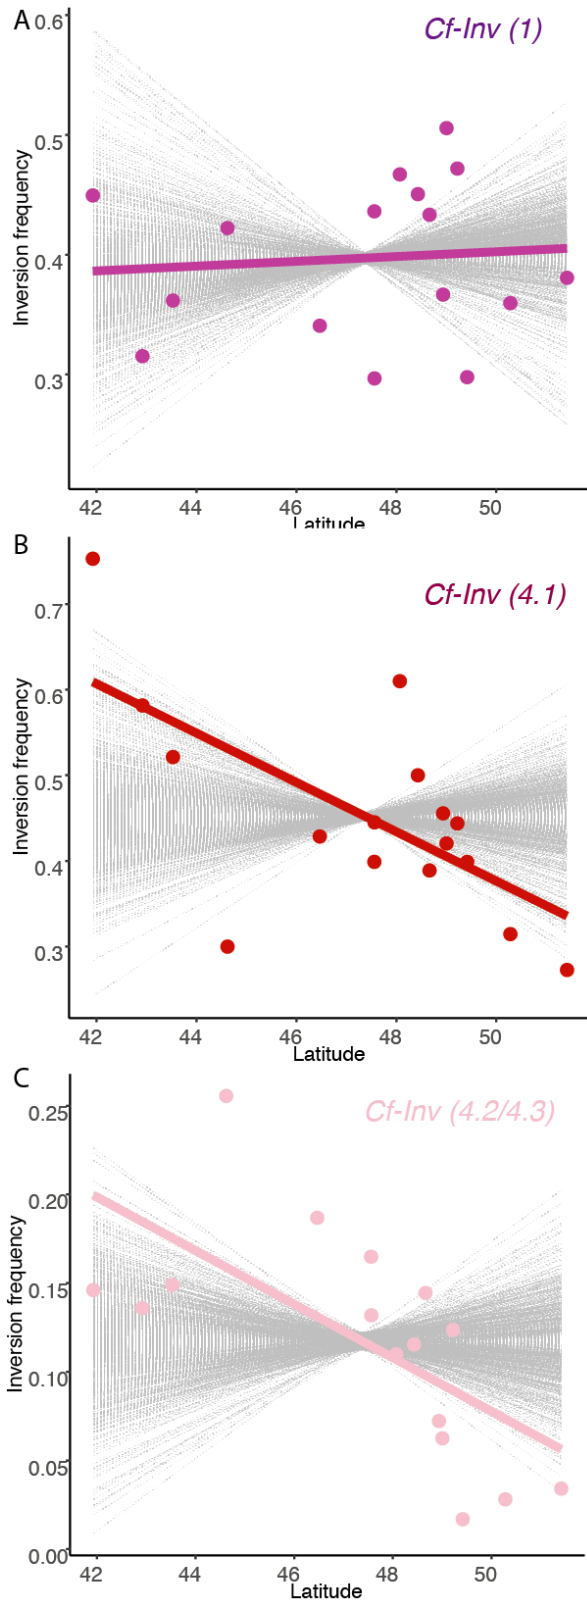 A
Cf-Inv (1)
Inversion frequency
0.6
0.5
0.4
0.3
42 44 46 48 50
Latitude
B
Cf-Inv (4.1)
Inversion frequency
0.7
0.6
0.5
0.4
0.3
42 44 46 48 50
Latitude
C
Cf-Inv (4.2/4.3)
Inversion frequency
0.25
0.20
0.15
0.10
0.05
0.00
42 44 46 48 50
Latitude